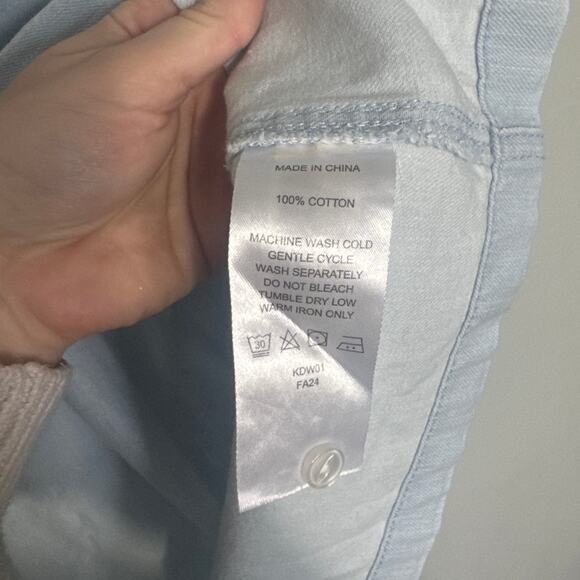 MADE IN CHINA
100% COTTON
MACHINE WASH COLD
GENTLE CYCLE
WASH SEPARATELY
DO NOT BLEACH
TUMBLE DRY LOW
WARM IRON ONLY
30
KDW01
FA24